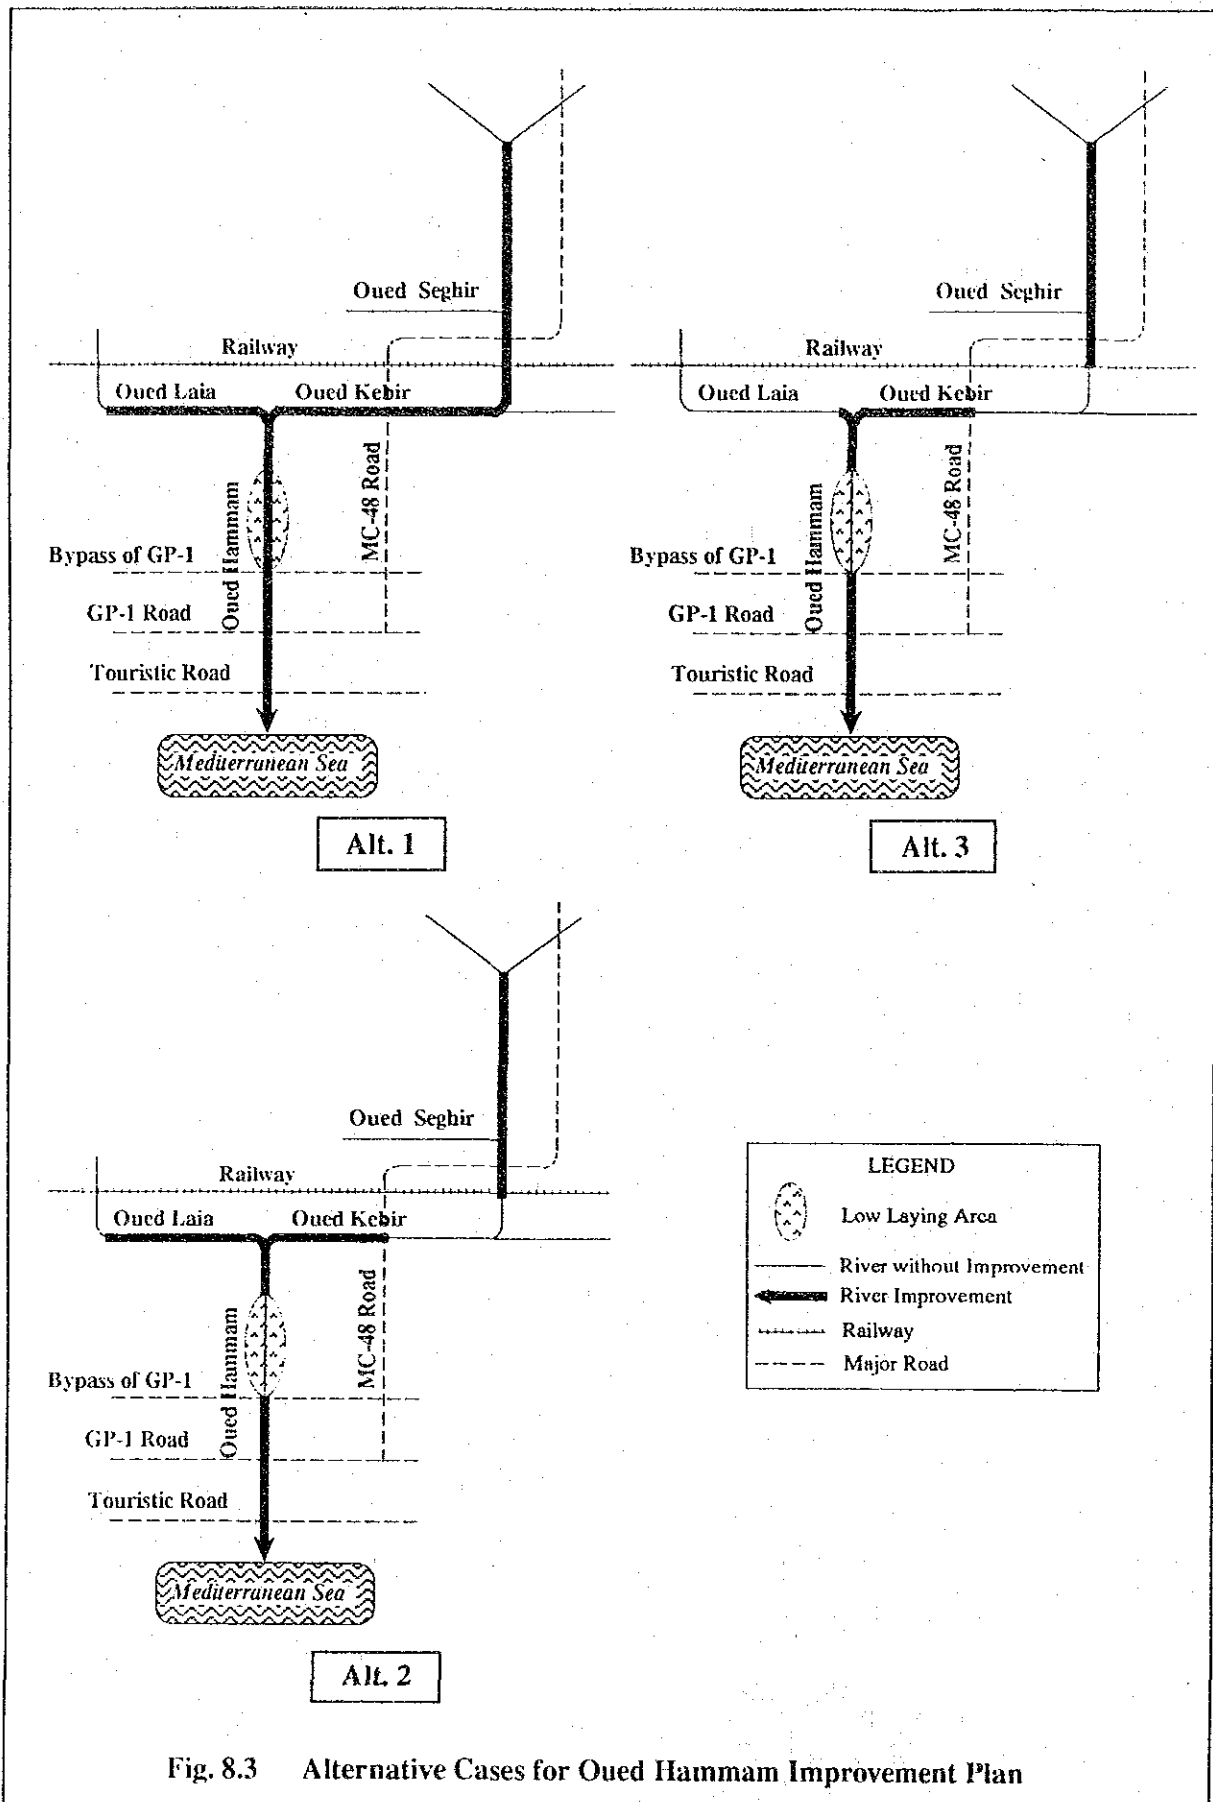 Oued Seghir
Railway
Oued Laia
Oued Kebir
Oued Hammam
MC-48 Road
Bypass of GP-1
GP-1 Road
Touristic Road
Mediterranean Sea
Alt. 1
Oued Seghir
Railway
Oued Laia
Oued Kebir
Oued Hammam
MC-48 Road
Bypass of GP-1
GP-1 Road
Touristic Road
Mediterranean Sea
Alt. 3
Oued Seghir
Railway
Oued Laia
Oued Kebir
Oued Hammam
MC-48 Road
Bypass of GP-1
GP-1 Road
Touristic Road
Mediterranean Sea
Alt. 2
LEGEND
Low Laying Area
River without Improvement
River Improvement
Railway
Major Road
Fig. 8.3 Alternative Cases for Oued Hammam Improvement Plan